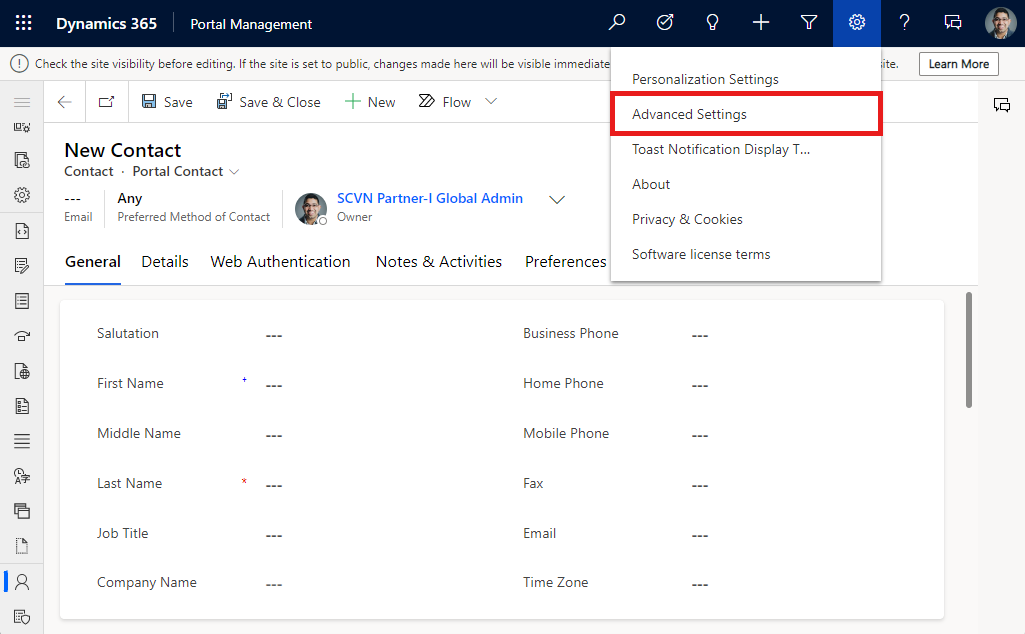 Dynamics 365 Portal Management
Check the site visibility before editing. If the site is set to public, changes made here will be visible immediate site. Learn More
Personalization Settings
Advanced Settings
Toast Notification Display T...
About
Privacy & Cookies
Software license terms
Save Save & Close New Flow
New Contact
Contact · Portal Contact
--- Any SCVN Partner-I Global Admin
Email Preferred Method of Contact Owner
General Details Web Authentication Notes & Activities Preferences
Salutation --- Business Phone ---
First Name + --- Home Phone ---
Middle Name --- Mobile Phone ---
Last Name * --- Fax ---
Job Title --- Email ---
Company Name --- Time Zone ---